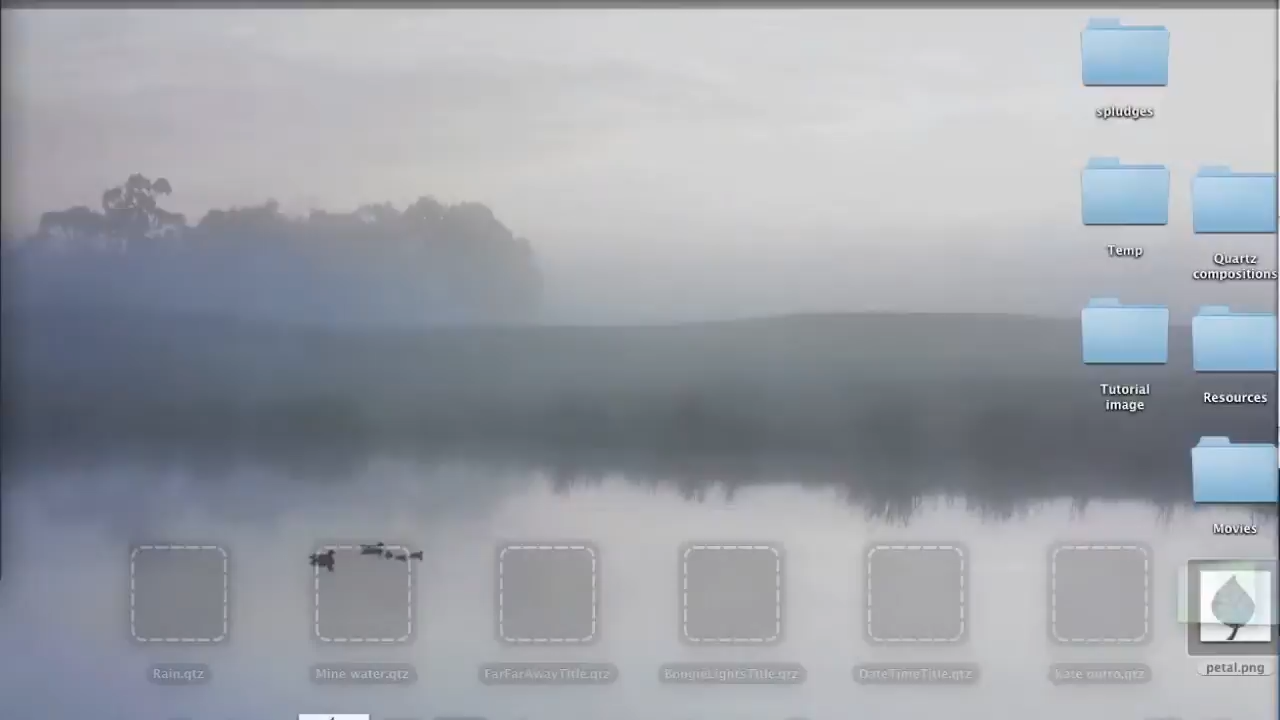 spludges
Temp
Quartz
compositions
Tutorial
image
Resources
Movies
petal.png
Rain.qtz
Mine water.qtz
FarFarAwayTitle.qtz
BoogieLightsTitle.qtz
DateTimeTitle.qtz
Kate outro.qtz